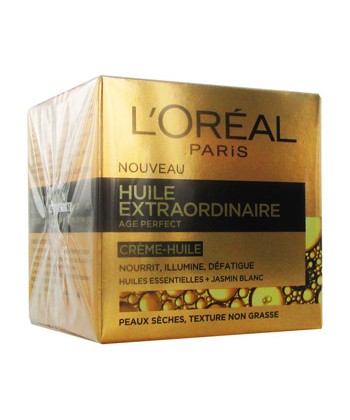 L'ORÉAL
PARIS
NOUVEAU
HUILE
EXTRAORDINAIRE
AGE PERFECT
CRÈME-HUILE
NOURRIT, ILLUMINE, DÉFATIGUE
HUILES ESSENTIELLES + JASMIN BLANC
PEAUX SÈCHES, TEXTURE NON GRASSE